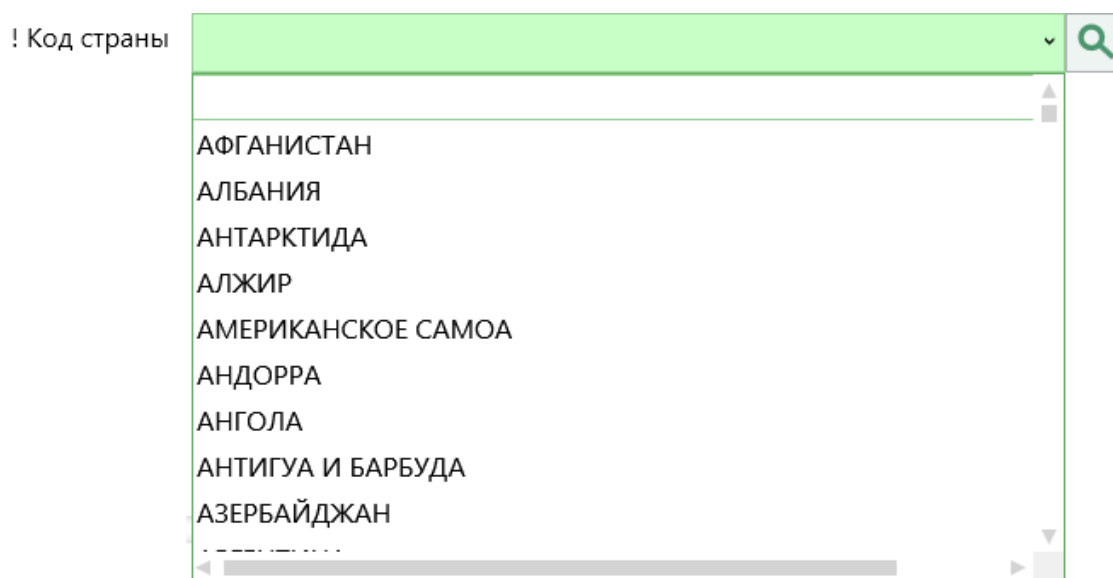 ! Код страны
АФГАНИСТАН
АЛБАНИЯ
АНТАРКТИДА
АЛЖИР
АМЕРИКАНСКОЕ САМОА
АНДОРРА
АНГОЛА
АНТИГУА И БАРБУДА
АЗЕРБАЙДЖАН